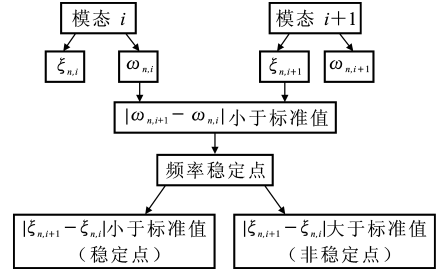 模态 i
模态 i+1
ξn,i
ωn,i
ξn,i+1
ωn,i+1
|ωn,i+1－ωn,i|小于标准值
频率稳定点
|ξn,i+1－ξn,i|小于标准值
（稳定点）
|ξn,i+1－ξn,i|大于标准值
（非稳定点）